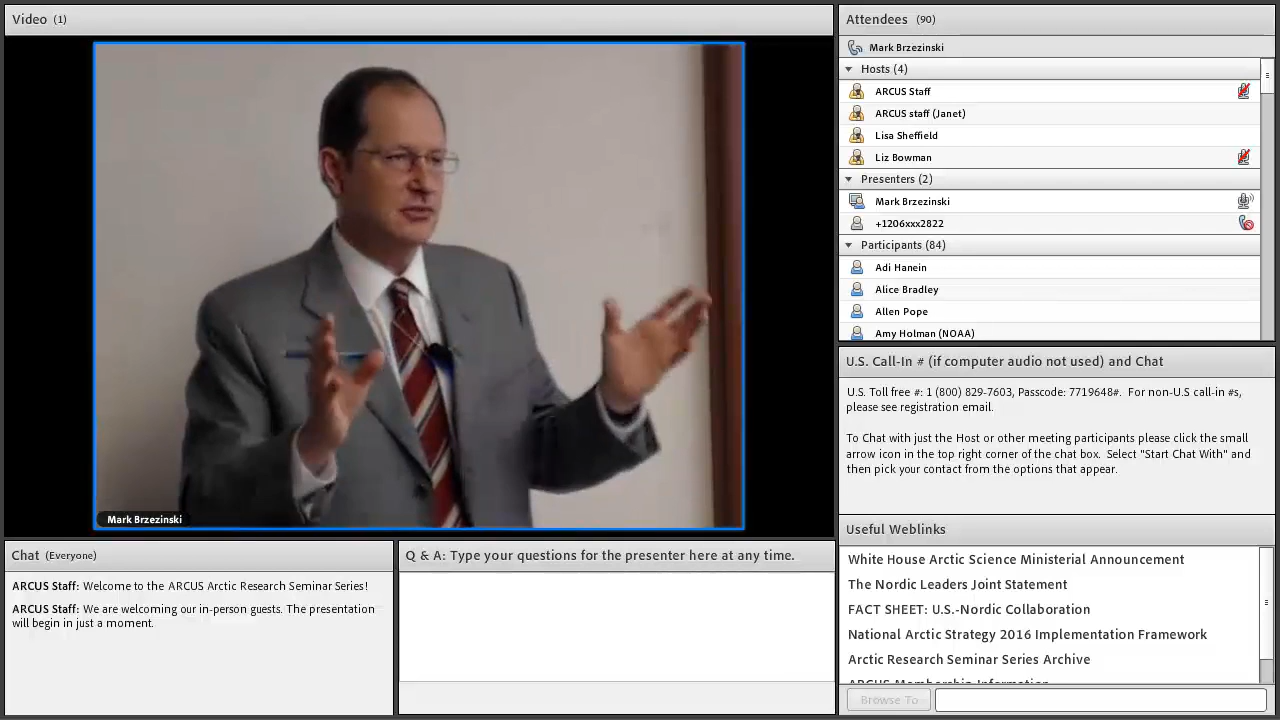 Video (1)
Mark Brzezinski
Chat (Everyone)
ARCUS Staff: Welcome to the ARCUS Arctic Research Seminar Series!
ARCUS Staff: We are welcoming our in-person guests. The presentation
will begin in just a moment.
Q & A: Type your questions for the presenter here at any time.
Attendees (90)
Mark Brzezinski
Hosts (4)
ARCUS Staff
ARCUS staff (Janet)
Lisa Sheffield
Liz Bowman
Presenters (2)
Mark Brzezinski
+1206xxx2822
Participants (84)
Adi Hanein
Alice Bradley
Allen Pope
Amy Holman (NOAA)
U.S. Call-In # (if computer audio not used) and Chat
U.S. Toll free #: 1 (800) 829-7603, Passcode: 7719648#. For non-U.S call-in #s,
please see registration email.
To Chat with just the Host or other meeting participants please click the small
arrow icon in the top right corner of the chat box. Select "Start Chat With" and
then pick your contact from the options that appear.
Useful Weblinks
White House Arctic Science Ministerial Announcement
The Nordic Leaders Joint Statement
FACT SHEET: U.S.-Nordic Collaboration
National Arctic Strategy 2016 Implementation Framework
Arctic Research Seminar Series Archive
ARCUS Membership Information
Browse To